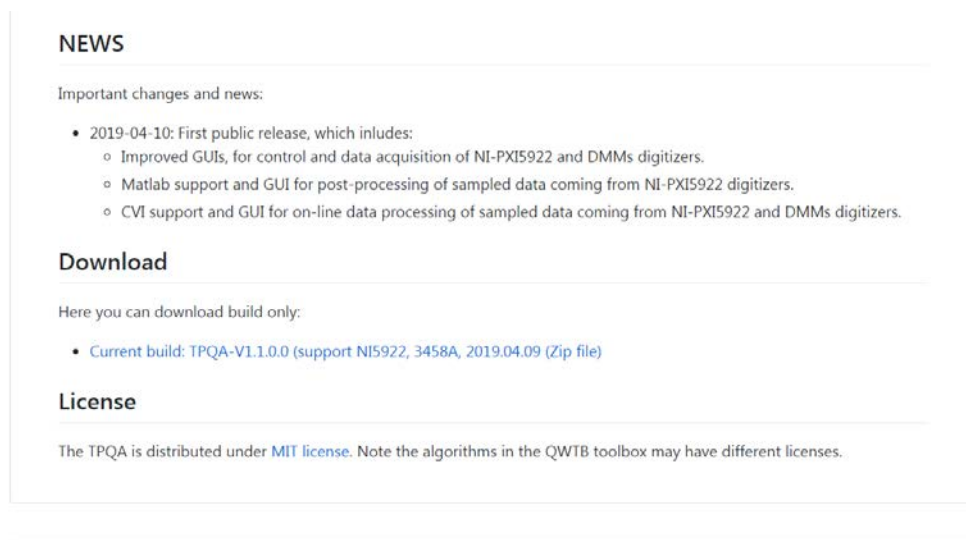 NEWS
Important changes and news:
• 2019-04-10: First public release, which inludes:
◦ Improved GUIs, for control and data acquisition of NI-PXI5922 and DMMs digitizers.
◦ Matlab support and GUI for post-processing of sampled data coming from NI-PXI5922 digitizers.
◦ CVI support and GUI for on-line data processing of sampled data coming from NI-PXI5922 and DMMs digitizers.
Download
Here you can download build only:
• Current build: TPQA-V1.1.0.0 (support NI5922, 3458A, 2019.04.09 (Zip file)
License
The TPQA is distributed under MIT license. Note the algorithms in the QWTB toolbox may have different licenses.